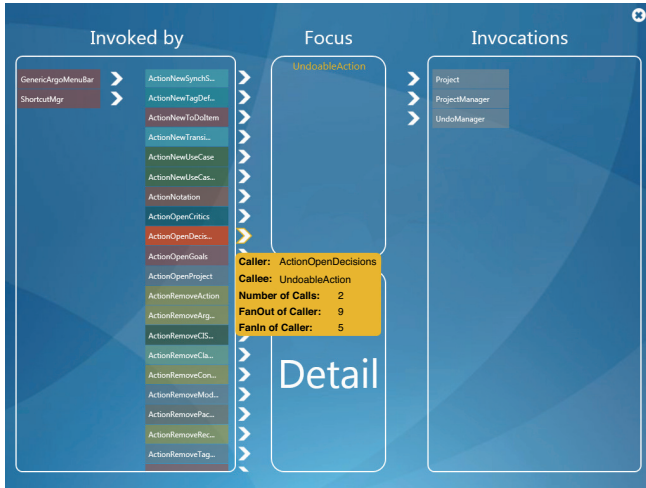 Invoked by
Focus
Invocations
UndoableAction
GenericArgoMenuBar
ShortcutMgr
ActionNewSynchS...
ActionNewTagDef...
ActionNewToDoItem
ActionNewTransi...
ActionNewUseCase
ActionNewUseCas...
ActionNotation
ActionOpenCritics
ActionOpenDecis...
ActionOpenGoals
ActionOpenProject
ActionRemoveAction
ActionRemoveArg...
ActionRemoveCIS...
ActionRemoveCla...
ActionRemoveCon...
ActionRemoveMod...
ActionRemovePac...
ActionRemoveRec...
ActionRemoveTag...
Project
ProjectManager
UndoManager
Caller: ActionOpenDecisions
Callee: UndoableAction
Number of Calls: 2
FanOut of Caller: 9
FanIn of Caller: 5
Detail